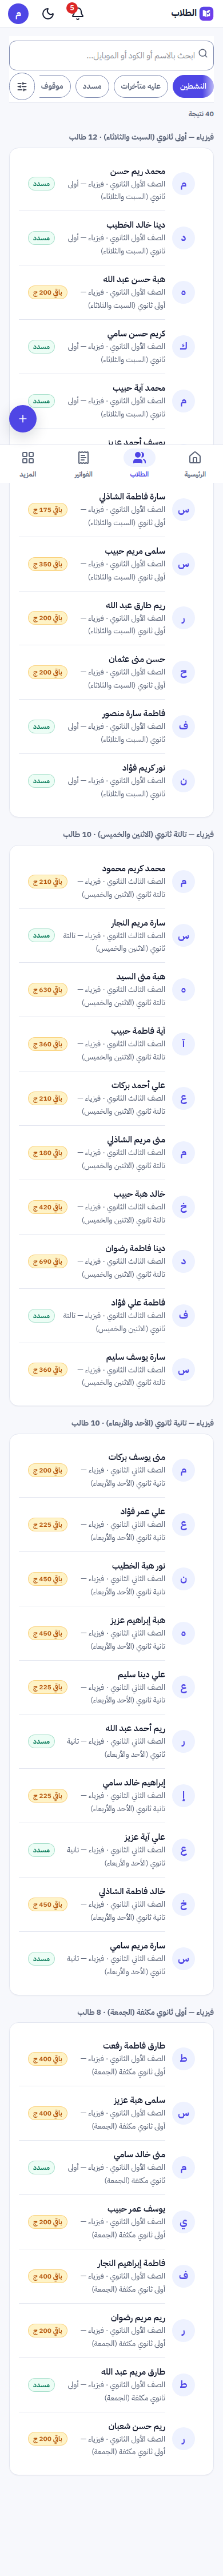 الطلاب
5
م
ابحث بالاسم أو الكود أو الموبايل...
النشطين
عليه متأخرات
مسدد
موقوف
40 نتيجة
فيزياء — أولى ثانوي (السبت والثلاثاء) · 12 طالب
م
محمد ريم حسن
الصف الأول الثانوي · فيزياء — أولى
ثانوي (السبت والثلاثاء)
مسدد
د
دينا خالد الخطيب
الصف الأول الثانوي · فيزياء — أولى
ثانوي (السبت والثلاثاء)
مسدد
ه
هبة حسن عبد الله
الصف الأول الثانوي · فيزياء —
أولى ثانوي (السبت والثلاثاء)
باقي 200 ج
ك
كريم حسن سامي
الصف الأول الثانوي · فيزياء — أولى
ثانوي (السبت والثلاثاء)
مسدد
م
محمد آية حبيب
الصف الأول الثانوي · فيزياء — أولى
ثانوي (السبت والثلاثاء)
مسدد
يوسف أحمد عزيز
الرئيسية
الطلاب
الفواتير
المزيد
س
سارة فاطمة الشاذلي
الصف الأول الثانوي · فيزياء —
أولى ثانوي (السبت والثلاثاء)
باقي 175 ج
س
سلمى مريم حبيب
الصف الأول الثانوي · فيزياء —
أولى ثانوي (السبت والثلاثاء)
باقي 350 ج
ر
ريم طارق عبد الله
الصف الأول الثانوي · فيزياء —
أولى ثانوي (السبت والثلاثاء)
باقي 200 ج
ح
حسن منى عثمان
الصف الأول الثانوي · فيزياء —
أولى ثانوي (السبت والثلاثاء)
باقي 200 ج
ف
فاطمة سارة منصور
الصف الأول الثانوي · فيزياء — أولى
ثانوي (السبت والثلاثاء)
مسدد
ن
نور كريم فؤاد
الصف الأول الثانوي · فيزياء — أولى
ثانوي (السبت والثلاثاء)
مسدد
فيزياء — تالتة ثانوي (الاثنين والخميس) · 10 طالب
م
محمد كريم محمود
الصف الثالث الثانوي · فيزياء —
تالتة ثانوي (الاثنين والخميس)
باقي 210 ج
س
سارة مريم النجار
الصف الثالث الثانوي · فيزياء — تالتة
ثانوي (الاثنين والخميس)
مسدد
ه
هبة منى السيد
الصف الثالث الثانوي · فيزياء —
تالتة ثانوي (الاثنين والخميس)
باقي 630 ج
آ
آية فاطمة حبيب
الصف الثالث الثانوي · فيزياء —
تالتة ثانوي (الاثنين والخميس)
باقي 360 ج
ع
علي أحمد بركات
الصف الثالث الثانوي · فيزياء —
تالتة ثانوي (الاثنين والخميس)
باقي 210 ج
م
منى مريم الشاذلي
الصف الثالث الثانوي · فيزياء —
تالتة ثانوي (الاثنين والخميس)
باقي 180 ج
خ
خالد هبة حبيب
الصف الثالث الثانوي · فيزياء —
تالتة ثانوي (الاثنين والخميس)
باقي 420 ج
د
دينا فاطمة رضوان
الصف الثالث الثانوي · فيزياء —
تالتة ثانوي (الاثنين والخميس)
باقي 690 ج
ف
فاطمة علي فؤاد
الصف الثالث الثانوي · فيزياء — تالتة
ثانوي (الاثنين والخميس)
مسدد
س
سارة يوسف سليم
الصف الثالث الثانوي · فيزياء —
تالتة ثانوي (الاثنين والخميس)
باقي 360 ج
فيزياء — تانية ثانوي (الأحد والأربعاء) · 10 طالب
م
منى يوسف بركات
الصف الثاني الثانوي · فيزياء —
تانية ثانوي (الأحد والأربعاء)
باقي 200 ج
ع
علي عمر فؤاد
الصف الثاني الثانوي · فيزياء —
تانية ثانوي (الأحد والأربعاء)
باقي 225 ج
ن
نور هبة الخطيب
الصف الثاني الثانوي · فيزياء —
تانية ثانوي (الأحد والأربعاء)
باقي 450 ج
ه
هبة إبراهيم عزيز
الصف الثاني الثانوي · فيزياء —
تانية ثانوي (الأحد والأربعاء)
باقي 450 ج
ع
علي دينا سليم
الصف الثاني الثانوي · فيزياء —
تانية ثانوي (الأحد والأربعاء)
باقي 225 ج
ر
ريم أحمد عبد الله
الصف الثاني الثانوي · فيزياء — تانية
ثانوي (الأحد والأربعاء)
مسدد
إ
إبراهيم خالد سامي
الصف الثاني الثانوي · فيزياء —
تانية ثانوي (الأحد والأربعاء)
باقي 225 ج
ع
علي آية عزيز
الصف الثاني الثانوي · فيزياء — تانية
ثانوي (الأحد والأربعاء)
مسدد
خ
خالد فاطمة الشاذلي
الصف الثاني الثانوي · فيزياء —
تانية ثانوي (الأحد والأربعاء)
باقي 450 ج
س
سارة مريم سامي
الصف الثاني الثانوي · فيزياء — تانية
ثانوي (الأحد والأربعاء)
مسدد
فيزياء — أولى ثانوي مكثفة (الجمعة) · 8 طالب
ط
طارق فاطمة رفعت
الصف الأول الثانوي · فيزياء —
أولى ثانوي مكثفة (الجمعة)
باقي 400 ج
س
سلمى هبة عزيز
الصف الأول الثانوي · فيزياء —
أولى ثانوي مكثفة (الجمعة)
باقي 400 ج
م
منى خالد سامي
الصف الأول الثانوي · فيزياء — أولى
ثانوي مكثفة (الجمعة)
مسدد
ي
يوسف عمر حبيب
الصف الأول الثانوي · فيزياء —
أولى ثانوي مكثفة (الجمعة)
باقي 200 ج
ف
فاطمة إبراهيم النجار
الصف الأول الثانوي · فيزياء —
أولى ثانوي مكثفة (الجمعة)
باقي 400 ج
ر
ريم مريم رضوان
الصف الأول الثانوي · فيزياء —
أولى ثانوي مكثفة (الجمعة)
باقي 200 ج
ط
طارق مريم عبد الله
الصف الأول الثانوي · فيزياء — أولى
ثانوي مكثفة (الجمعة)
مسدد
ر
ريم حسن شعبان
الصف الأول الثانوي · فيزياء —
أولى ثانوي مكثفة (الجمعة)
باقي 200 ج